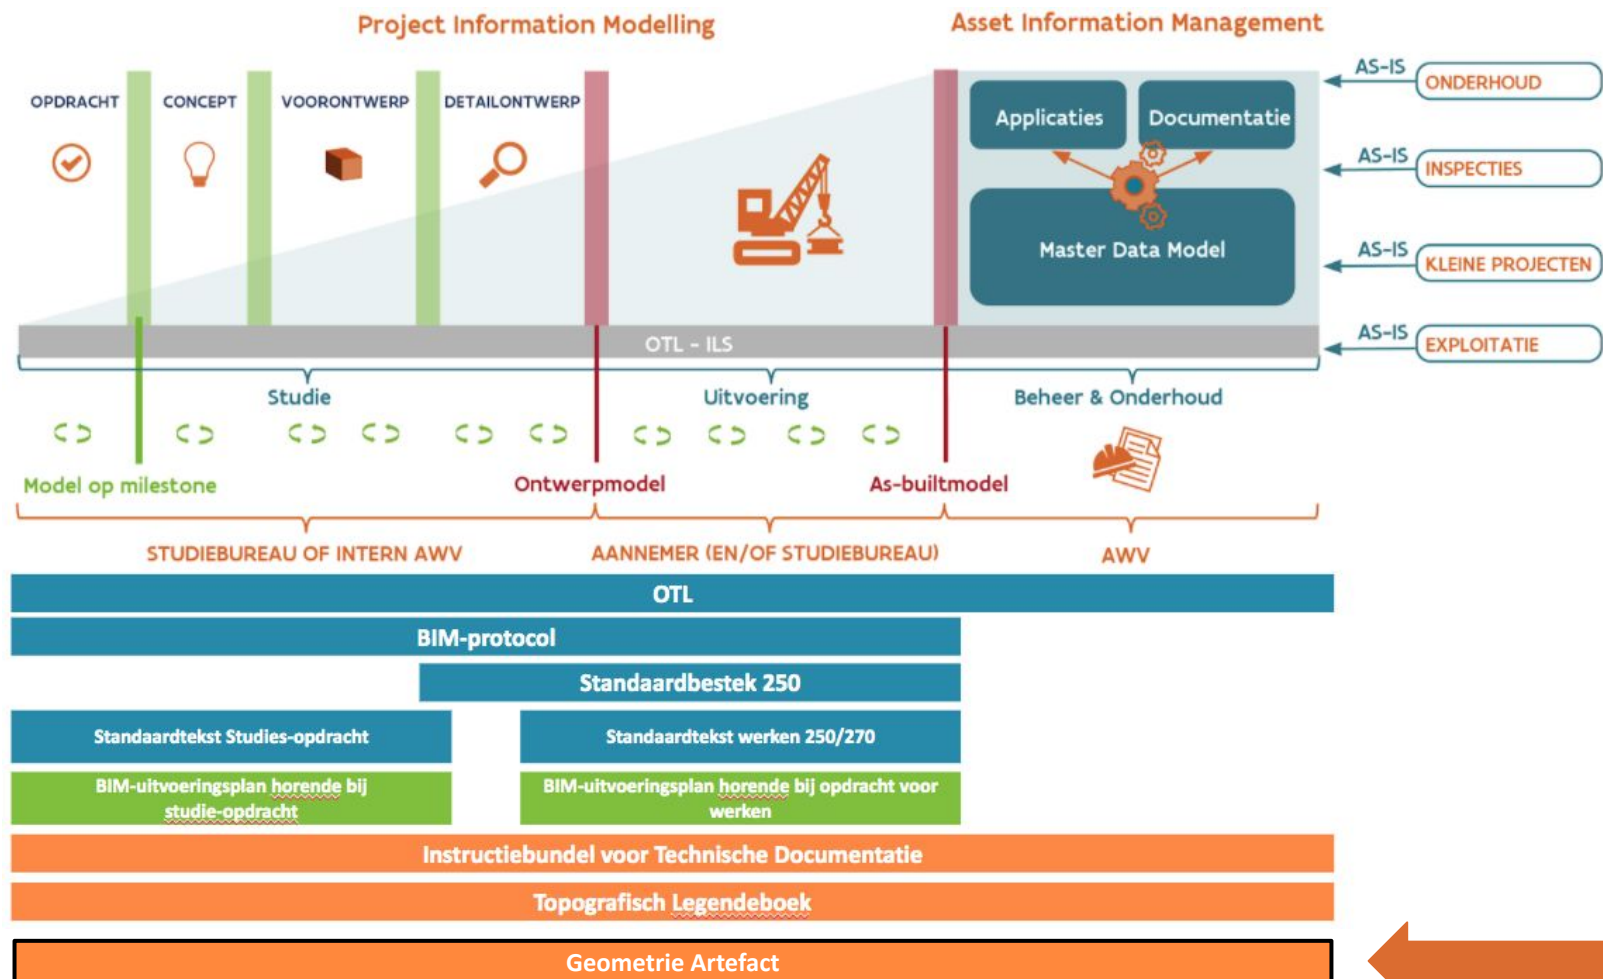 Project Information Modelling
Asset Information Management
OPDRACHT
CONCEPT
VOORONTWERP
DETAILONTWERP
Applicaties
Documentatie
Master Data Model
AS-IS
ONDERHOUD
AS-IS
INSPECTIES
AS-IS
KLEINE PROJECTEN
AS-IS
EXPLOITATIE
OTL - ILS
Studie
Uitvoering
Beheer & Onderhoud
Model op milestone
Ontwerpmodel
As-builtmodel
STUDIEBUREAU OF INTERN AWV
AANNEMER (EN/OF STUDIEBUREAU)
AWV
OTL
BIM-protocol
Standaardbestek 250
Standaardtekst Studies-opdracht
Standaardtekst werken 250/270
BIM-uitvoeringsplan horende bij
studie-opdracht
BIM-uitvoeringsplan horende bij opdracht voor
werken
Instructiebundel voor Technische Documentatie
Topografisch Legendeboek
Geometrie Artefact